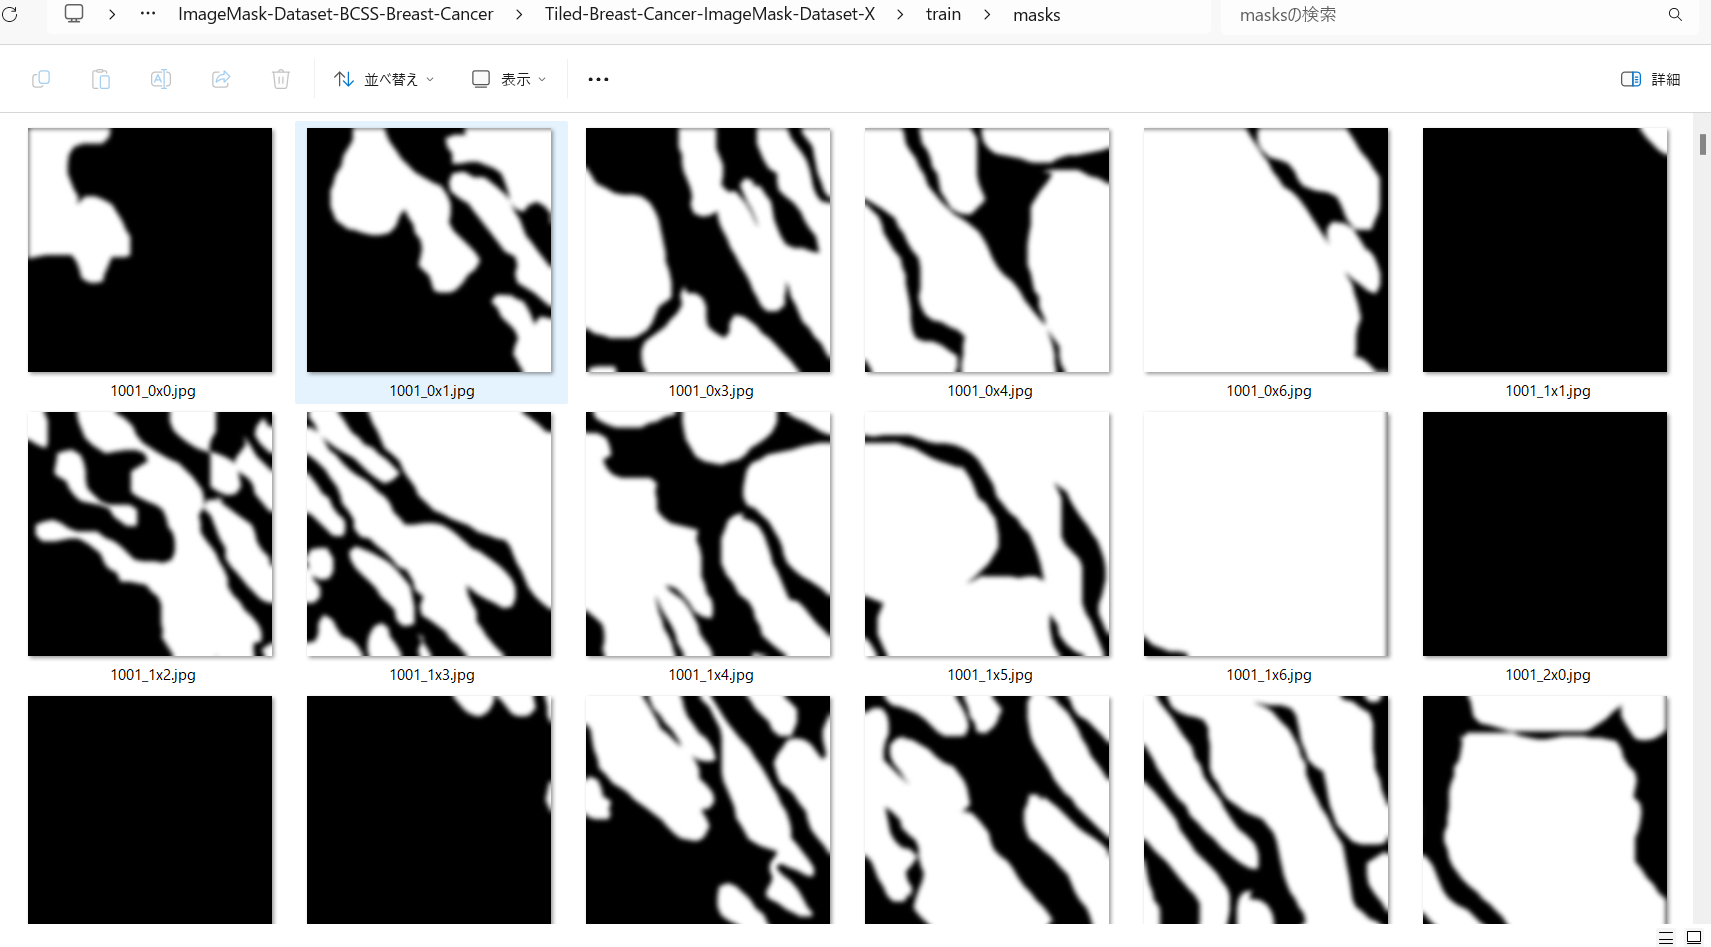 ImageMask-Dataset-BCSS-Breast-Cancer > Tiled-Breast-Cancer-ImageMask-Dataset-X > train > masks
masksの検索
並べ替え
表示
詳細
1001_0x0.jpg
1001_0x1.jpg
1001_0x3.jpg
1001_0x4.jpg
1001_0x6.jpg
1001_1x1.jpg
1001_1x2.jpg
1001_1x3.jpg
1001_1x4.jpg
1001_1x5.jpg
1001_1x6.jpg
1001_2x0.jpg